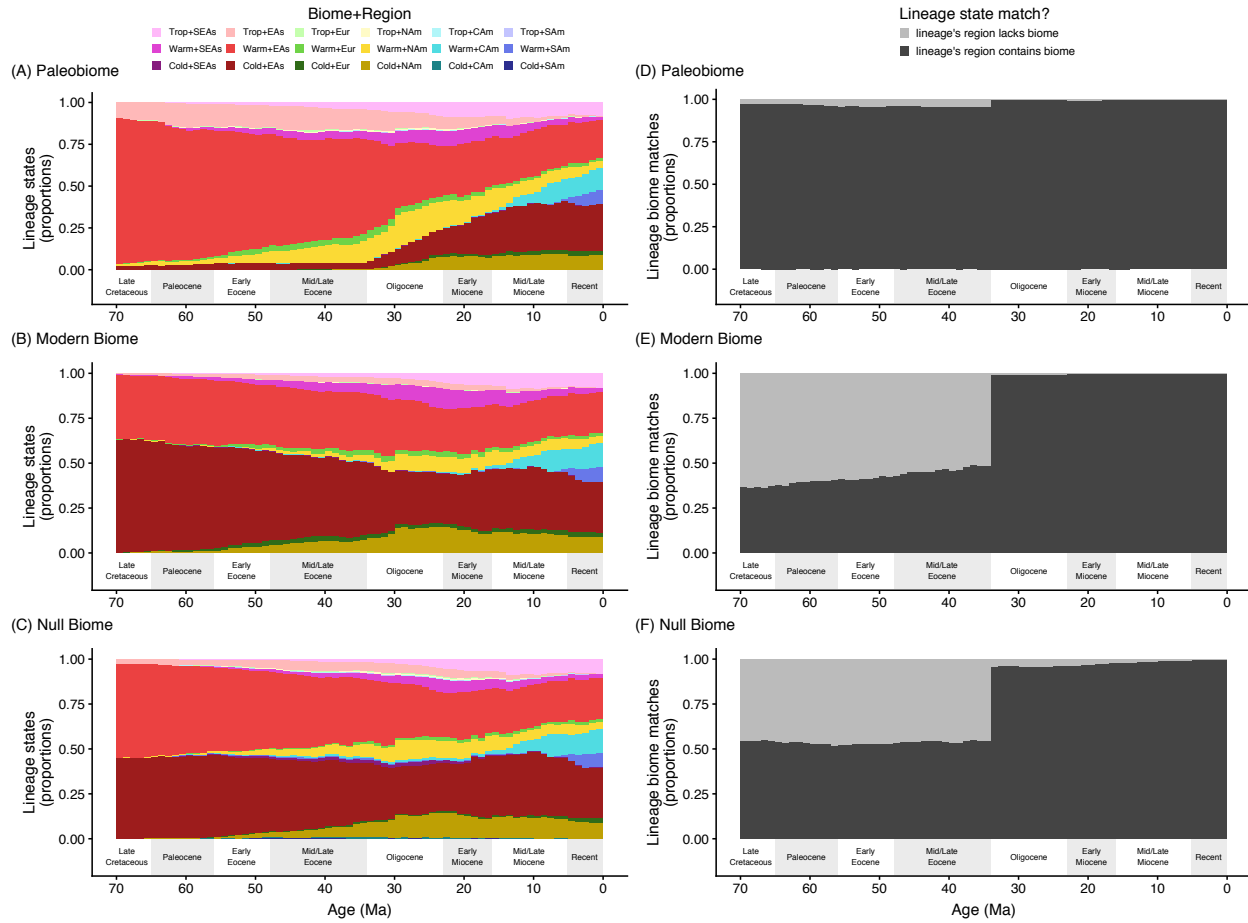 Biome+Region
Trop+SEAs Trop+EAs Trop+Eur Trop+NAm Trop+CAm Trop+SAm
Warm+SEAs Warm+EAs Warm+Eur Warm+NAm Warm+CAm Warm+SAm
Cold+SEAs Cold+EAs Cold+Eur Cold+NAm Cold+CAm Cold+SAm
Lineage state match?
lineage's region lacks biome
lineage's region contains biome
(A) Paleobiome
Lineage states
(proportions)
1.00
0.75
0.50
0.25
0.00
Late
Cretaceous
Paleocene
Early
Eocene
Mid/Late
Eocene
Oligocene
Early
Miocene
Mid/Late
Miocene
Recent
70 60 50 40 30 20 10 0
(D) Paleobiome
Lineage biome matches
(proportions)
1.00
0.75
0.50
0.25
0.00
Late
Cretaceous
Paleocene
Early
Eocene
Mid/Late
Eocene
Oligocene
Early
Miocene
Mid/Late
Miocene
Recent
70 60 50 40 30 20 10 0
(B) Modern Biome
Lineage states
(proportions)
1.00
0.75
0.50
0.25
0.00
Late
Cretaceous
Paleocene
Early
Eocene
Mid/Late
Eocene
Oligocene
Early
Miocene
Mid/Late
Miocene
Recent
70 60 50 40 30 20 10 0
(E) Modern Biome
Lineage biome matches
(proportions)
1.00
0.75
0.50
0.25
0.00
Late
Cretaceous
Paleocene
Early
Eocene
Mid/Late
Eocene
Oligocene
Early
Miocene
Mid/Late
Miocene
Recent
70 60 50 40 30 20 10 0
(C) Null Biome
Lineage states
(proportions)
1.00
0.75
0.50
0.25
0.00
Late
Cretaceous
Paleocene
Early
Eocene
Mid/Late
Eocene
Oligocene
Early
Miocene
Mid/Late
Miocene
Recent
70 60 50 40 30 20 10 0
Age (Ma)
(F) Null Biome
Lineage biome matches
(proportions)
1.00
0.75
0.50
0.25
0.00
Late
Cretaceous
Paleocene
Early
Eocene
Mid/Late
Eocene
Oligocene
Early
Miocene
Mid/Late
Miocene
Recent
70 60 50 40 30 20 10 0
Age (Ma)